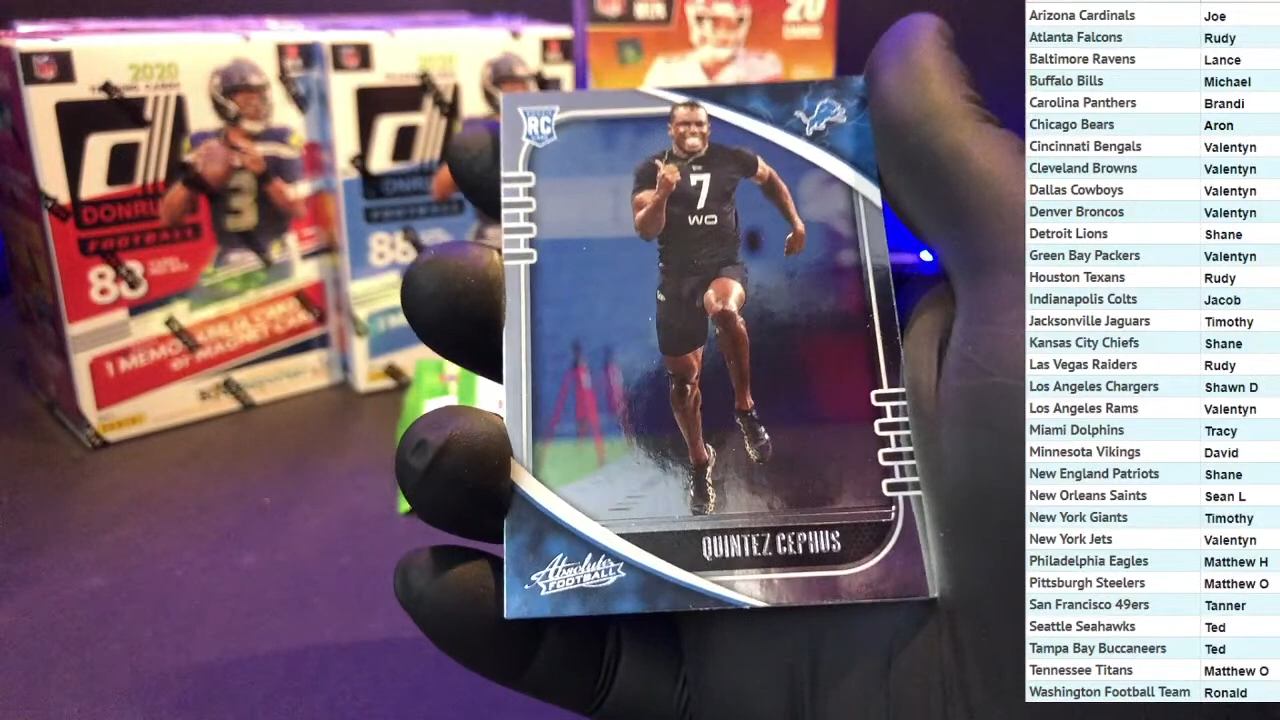 2020
DONRUSS
FOOTBALL
88
1 MEMORABILIA
RC
7
WO
QUINTEZ CEPHUS
Absolute
FOOTBALL
20
Arizona Cardinals Joe
Atlanta Falcons Rudy
Baltimore Ravens Lance
Buffalo Bills Michael
Carolina Panthers Brandi
Chicago Bears Aron
Cincinnati Bengals Valentyn
Cleveland Browns Valentyn
Dallas Cowboys Valentyn
Denver Broncos Valentyn
Detroit Lions Shane
Green Bay Packers Valentyn
Houston Texans Rudy
Indianapolis Colts Jacob
Jacksonville Jaguars Timothy
Kansas City Chiefs Shane
Las Vegas Raiders Rudy
Los Angeles Chargers Shawn D
Los Angeles Rams Valentyn
Miami Dolphins Tracy
Minnesota Vikings David
New England Patriots Shane
New Orleans Saints Sean L
New York Giants Timothy
New York Jets Valentyn
Philadelphia Eagles Matthew H
Pittsburgh Steelers Matthew O
San Francisco 49ers Tanner
Seattle Seahawks Ted
Tampa Bay Buccaneers Ted
Tennessee Titans Matthew O
Washington Football Team Ronald